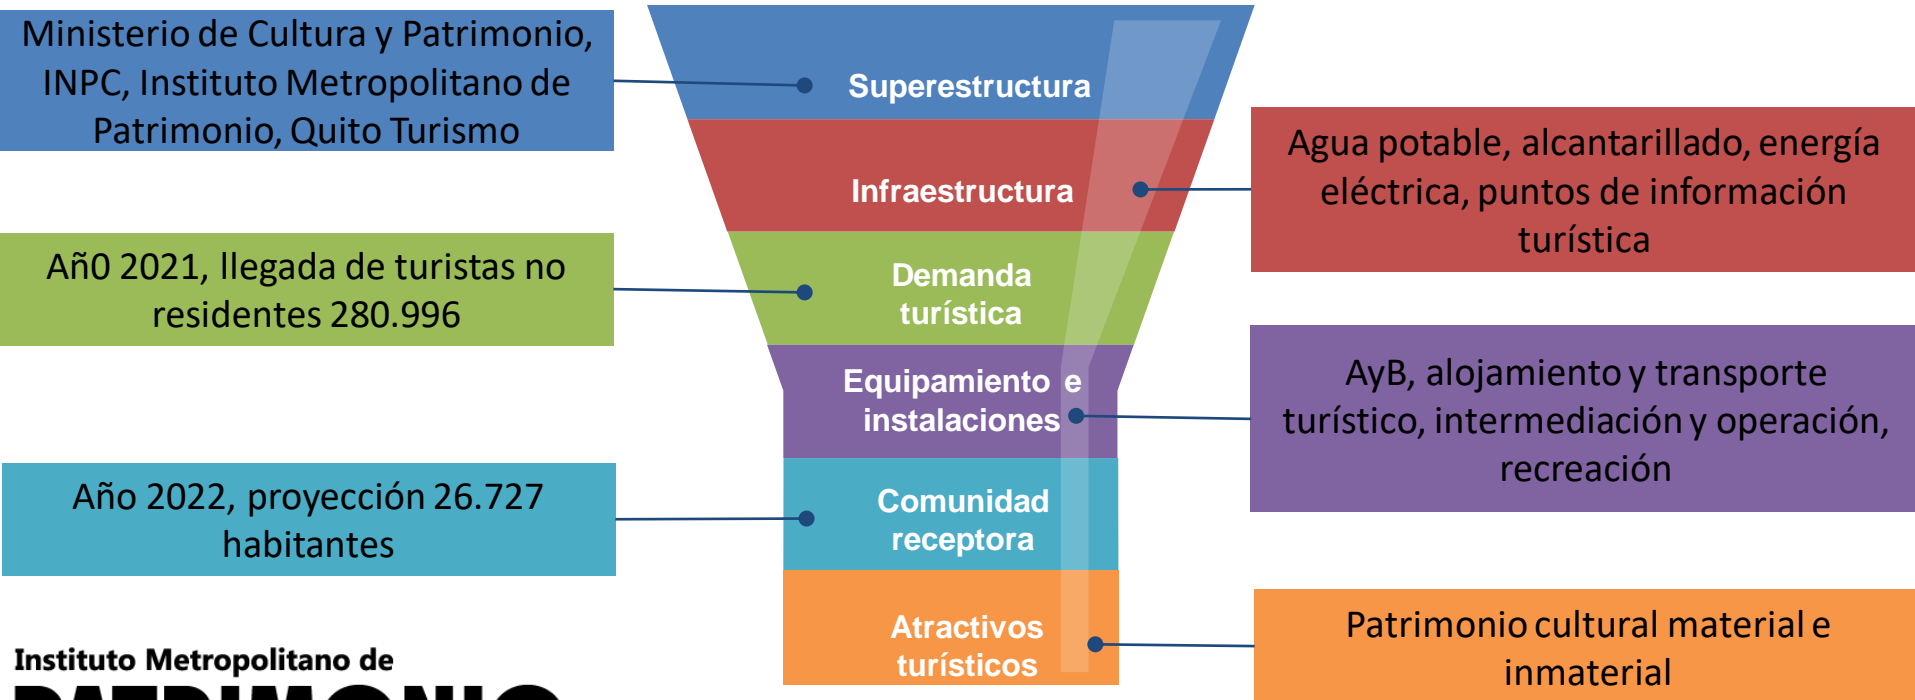 Ministerio de Cultura y Patrimonio,
INPC, Instituto Metropolitano de
Patrimonio, Quito Turismo
Superestructura
Agua potable, alcantarillado, energía
eléctrica, puntos de información
turística
Infraestructura
Añ0 2021, llegada de turistas no
residentes 280.996
Demanda
turística
AyB, alojamiento y transporte
turístico, intermediación y operación,
recreación
Equipamiento e
instalaciones
Año 2022, proyección 26.727
habitantes
Comunidad
receptora
Patrimonio cultural material e
inmaterial
Atractivos
turísticos
Instituto Metropolitano de
PATRIMONIO